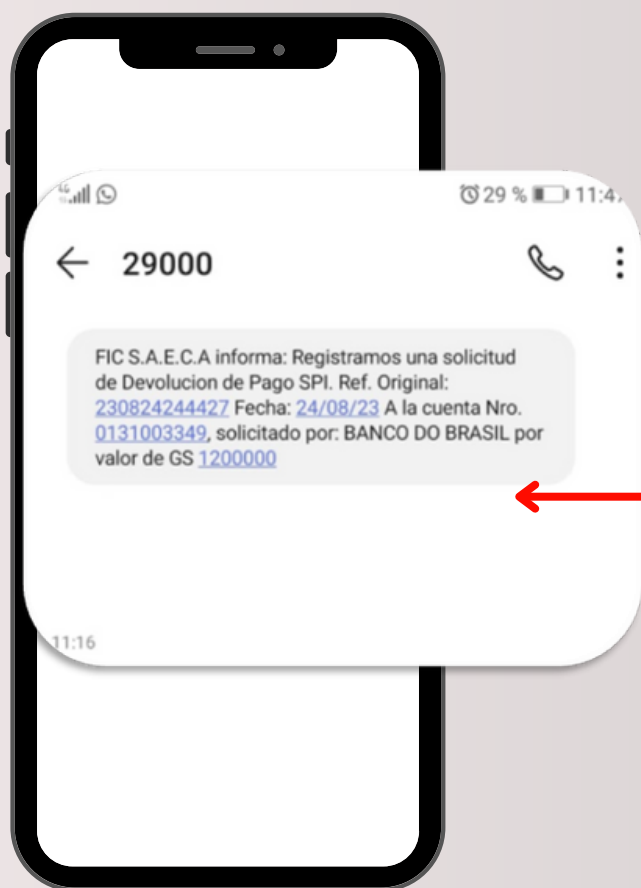 29 % 11:47
29000
FIC S.A.E.C.A informa: Registramos una solicitud
de Devolucion de Pago SPI. Ref. Original:
230824244427 Fecha: 24/08/23 A la cuenta Nro.
0131003349, solicitado por: BANCO DO BRASIL por
valor de GS 1200000
11:16